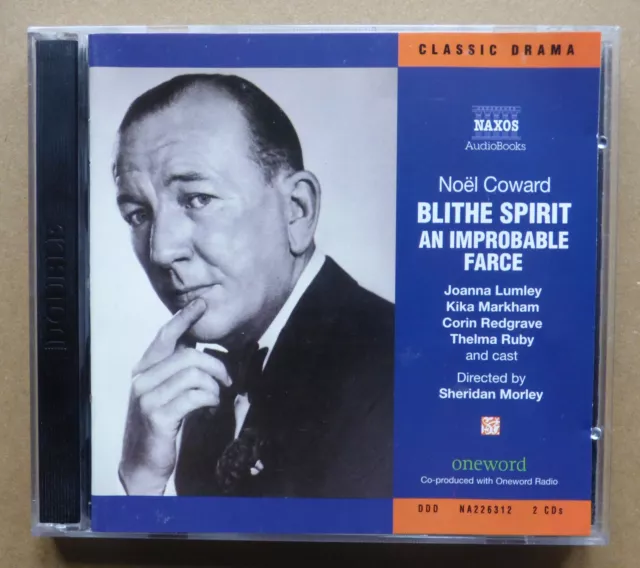 DOUBLE
CLASSIC DRAMA
NAXOS
AudioBooks
Noël Coward
BLITHE SPIRIT
AN IMPROBABLE
FARCE
Joanna Lumley
Kika Markham
Corin Redgrave
Thelma Ruby
and cast
Directed by
Sheridan Morley
oneword
Co-produced with Oneword Radio
DDD NA226312 2 CDs